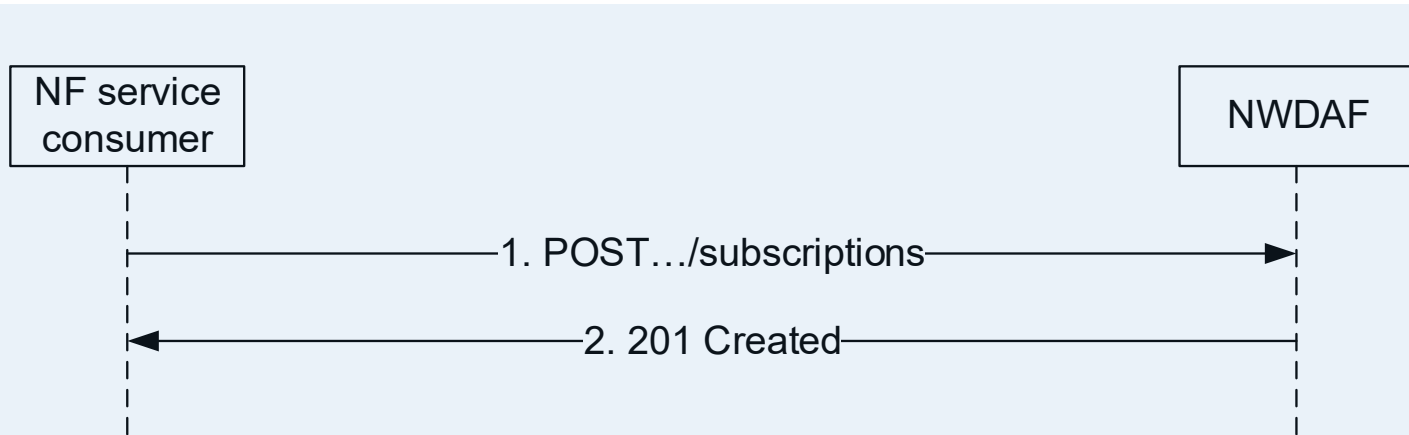 NF service
consumer
NWDAF
1. POST…/subscriptions
2. 201 Created